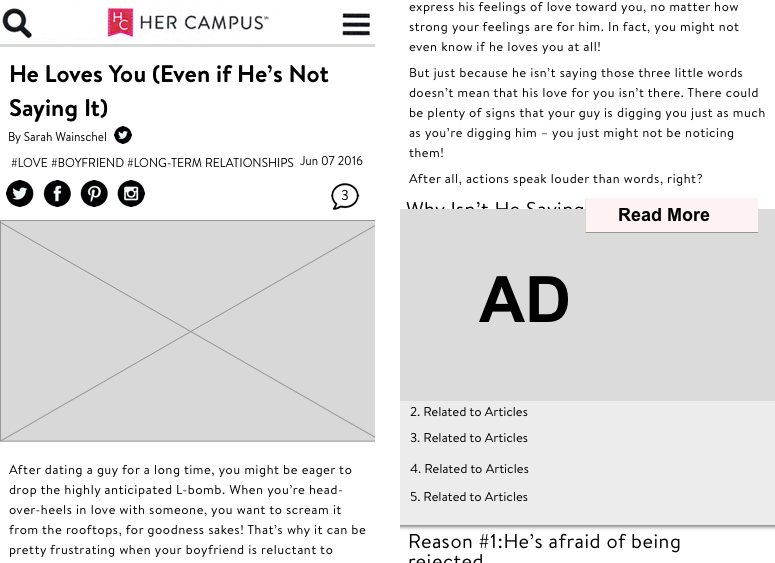 HC HER CAMPUS™
He Loves You (Even if He's Not
Saying It)
By Sarah Wainschel
#LOVE #BOYFRIEND #LONG-TERM RELATIONSHIPS Jun 07 2016
3
After dating a guy for a long time, you might be eager to
drop the highly anticipated L-bomb. When you're head-
over-heels in love with someone, you want to scream it
from the rooftops, for goodness sakes! That's why it can be
pretty frustrating when your boyfriend is reluctant to
express his feelings of love toward you, no matter how
strong your feelings are for him. In fact, you might not
even know if he loves you at all!
But just because he isn't saying those three little words
doesn't mean that his love for you isn't there. There could
be plenty of signs that your guy is digging you just as much
as you're digging him – you just might not be noticing
them!
After all, actions speak louder than words, right?
Why Isn't He Saying
Read More
AD
2. Related to Articles
3. Related to Articles
4. Related to Articles
5. Related to Articles
Reason #1:He's afraid of being
rejected